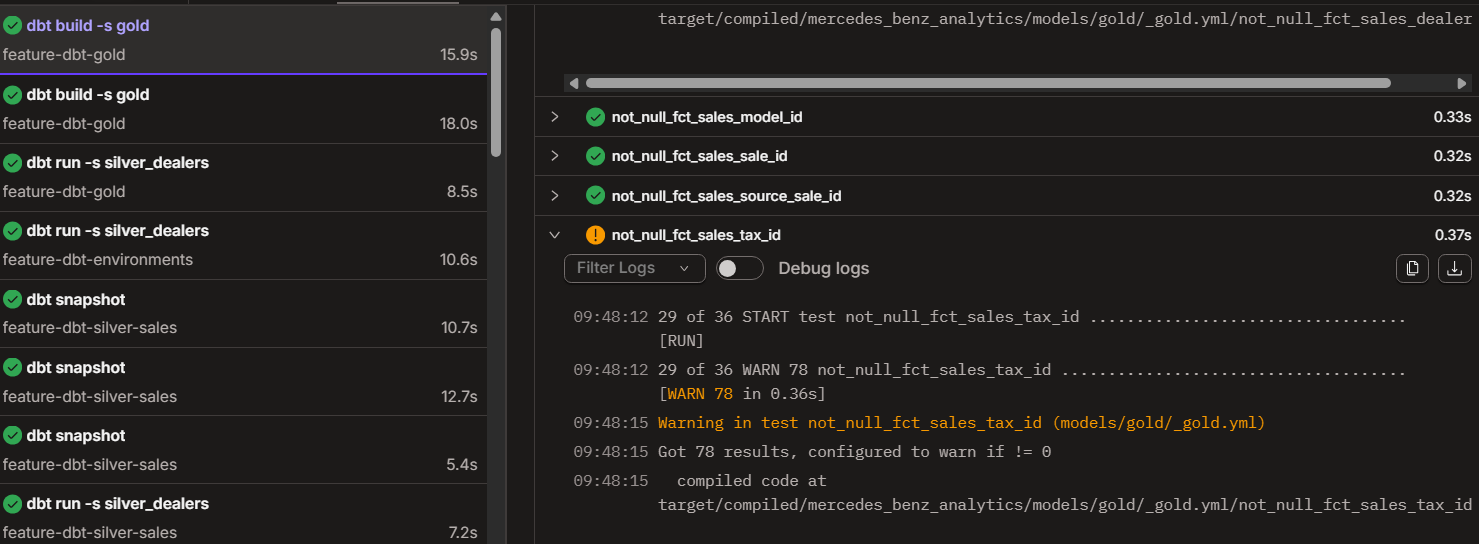 dbt build -s gold
feature-dbt-gold 15.9s
dbt build -s gold
feature-dbt-gold 18.0s
dbt run -s silver_dealers
feature-dbt-gold 8.5s
dbt run -s silver_dealers
feature-dbt-environments 10.6s
dbt snapshot
feature-dbt-silver-sales 10.7s
dbt snapshot
feature-dbt-silver-sales 12.7s
dbt snapshot
feature-dbt-silver-sales 5.4s
dbt run -s silver_dealers
feature-dbt-silver-sales 7.2s
target/compiled/mercedes_benz_analytics/models/gold/_gold.yml/not_null_fct_sales_dealer
not_null_fct_sales_model_id 0.33s
not_null_fct_sales_sale_id 0.32s
not_null_fct_sales_source_sale_id 0.32s
not_null_fct_sales_tax_id 0.37s
Filter Logs Debug logs
09:48:12 29 of 36 START test not_null_fct_sales_tax_id ..................................
[RUN]
09:48:12 29 of 36 WARN 78 not_null_fct_sales_tax_id .....................................
[WARN 78 in 0.36s]
09:48:15 Warning in test not_null_fct_sales_tax_id (models/gold/_gold.yml)
09:48:15 Got 78 results, configured to warn if != 0
09:48:15 compiled code at
target/compiled/mercedes_benz_analytics/models/gold/_gold.yml/not_null_fct_sales_tax_id